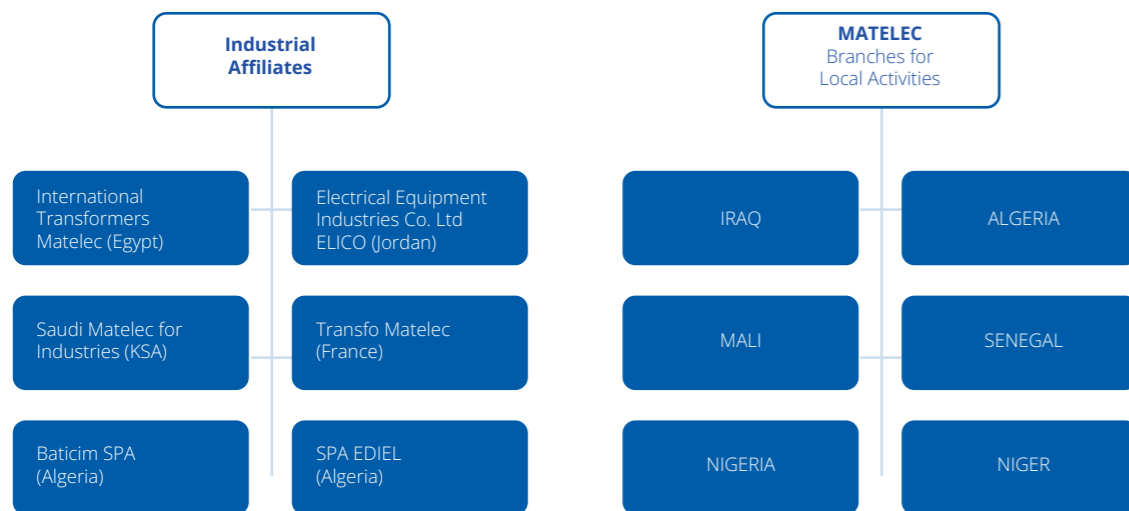 Industrial
Affiliates
International
Transformers
Matelec (Egypt)
Electrical Equipment
Industries Co. Ltd
ELICO (Jordan)
Saudi Matelec for
Industries (KSA)
Transfo Matelec
(France)
Baticim SPA
(Algeria)
SPA EDIEL
(Algeria)
MATELEC
Branches for
Local Activities
IRAQ
ALGERIA
MALI
SENEGAL
NIGERIA
NIGER